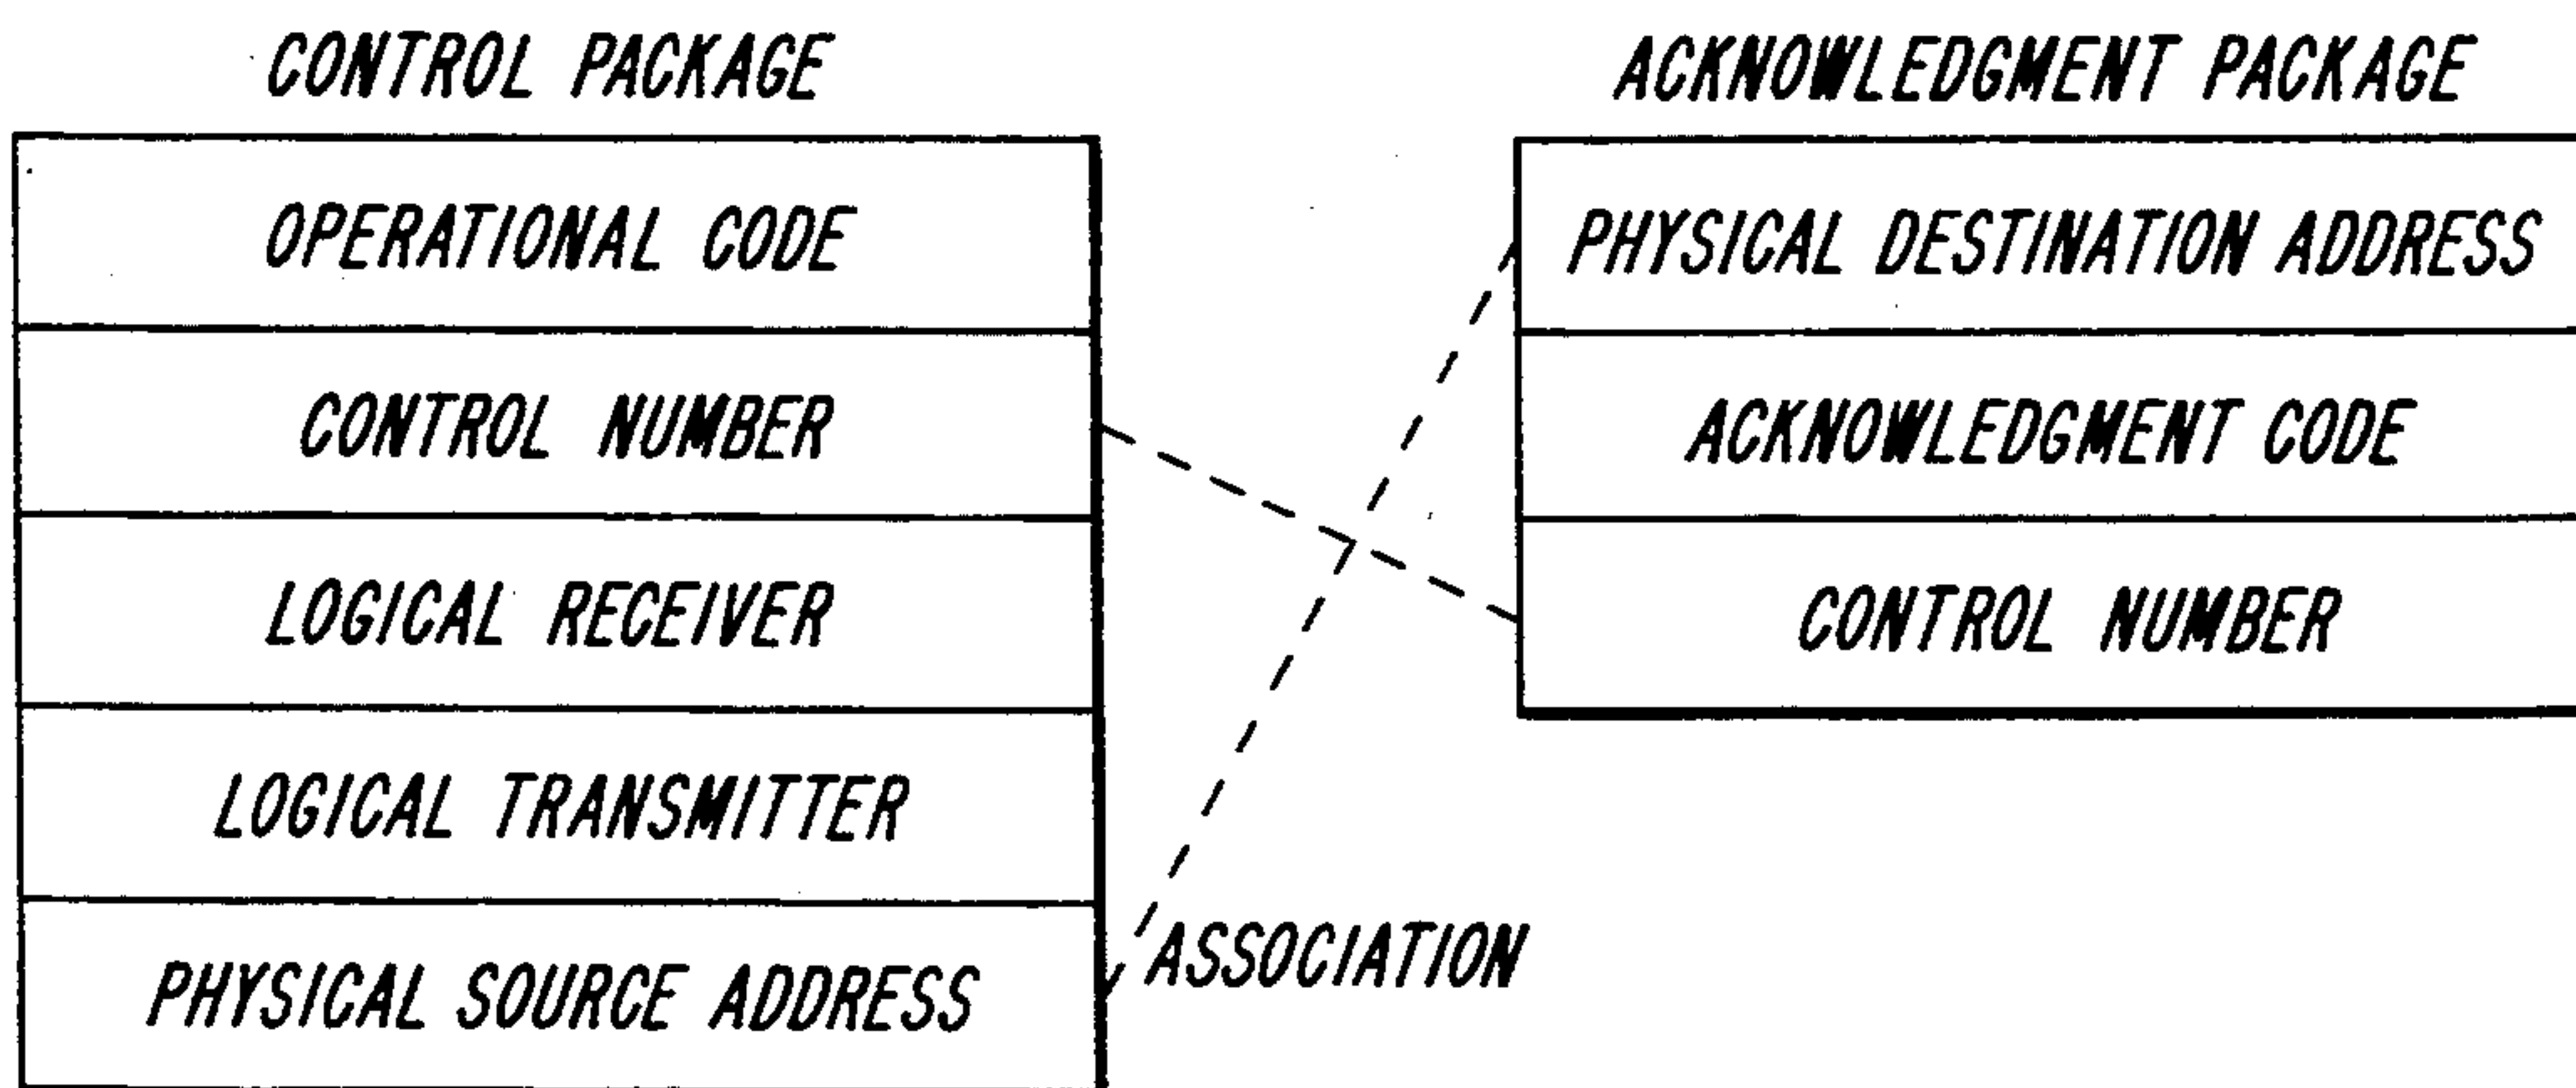 CONTROL PACKAGE
OPERATIONAL CODE
CONTROL NUMBER
LOGICAL RECEIVER
LOGICAL TRANSMITTER
PHYSICAL SOURCE ADDRESS
ASSOCIATION
ACKNOWLEDGMENT PACKAGE
PHYSICAL DESTINATION ADDRESS
ACKNOWLEDGMENT CODE
CONTROL NUMBER